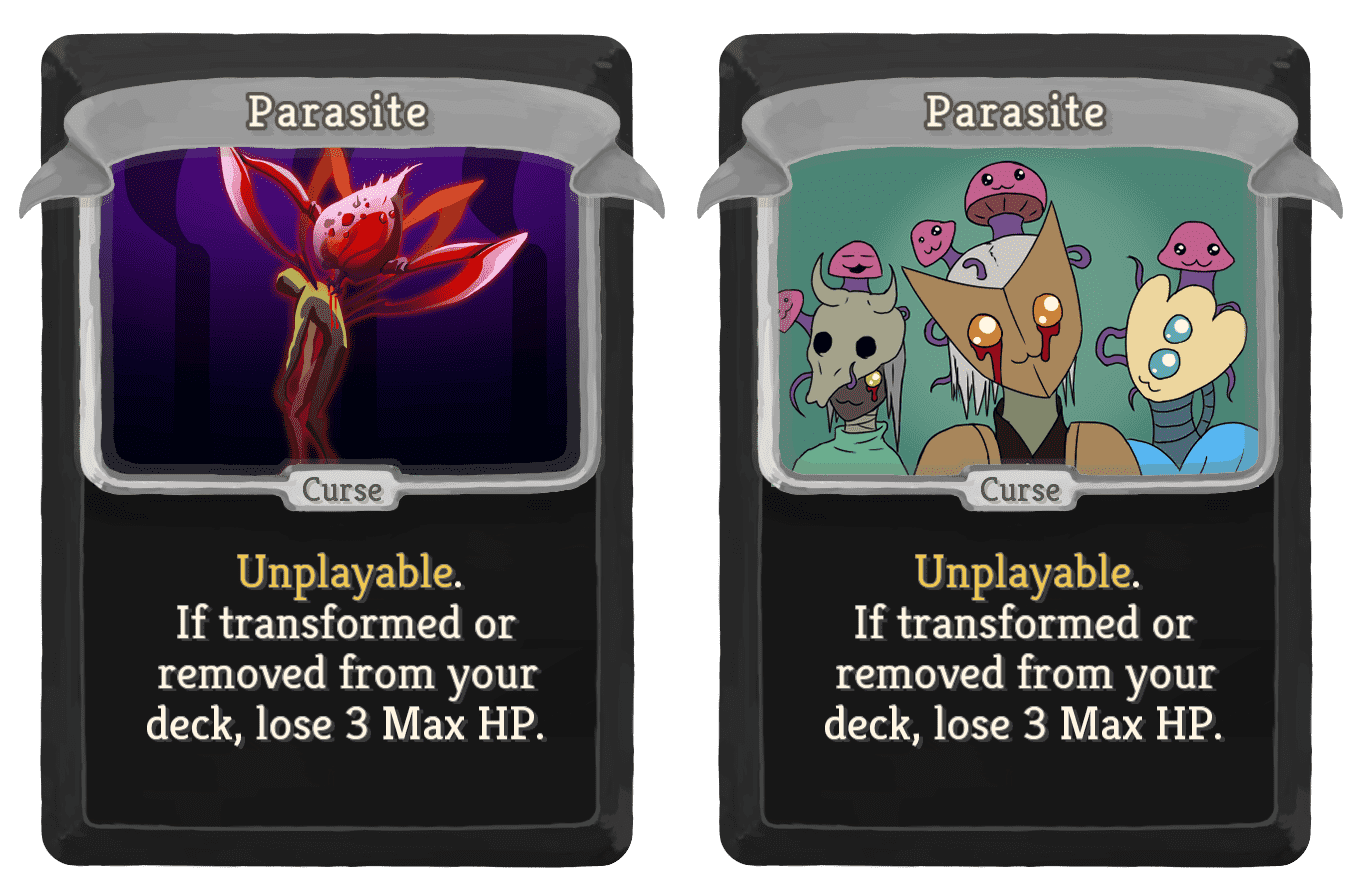 Parasite
Curse
Unplayable.
If transformed or
removed from your
deck, lose 3 Max HP.
Parasite
Curse
Unplayable.
If transformed or
removed from your
deck, lose 3 Max HP.